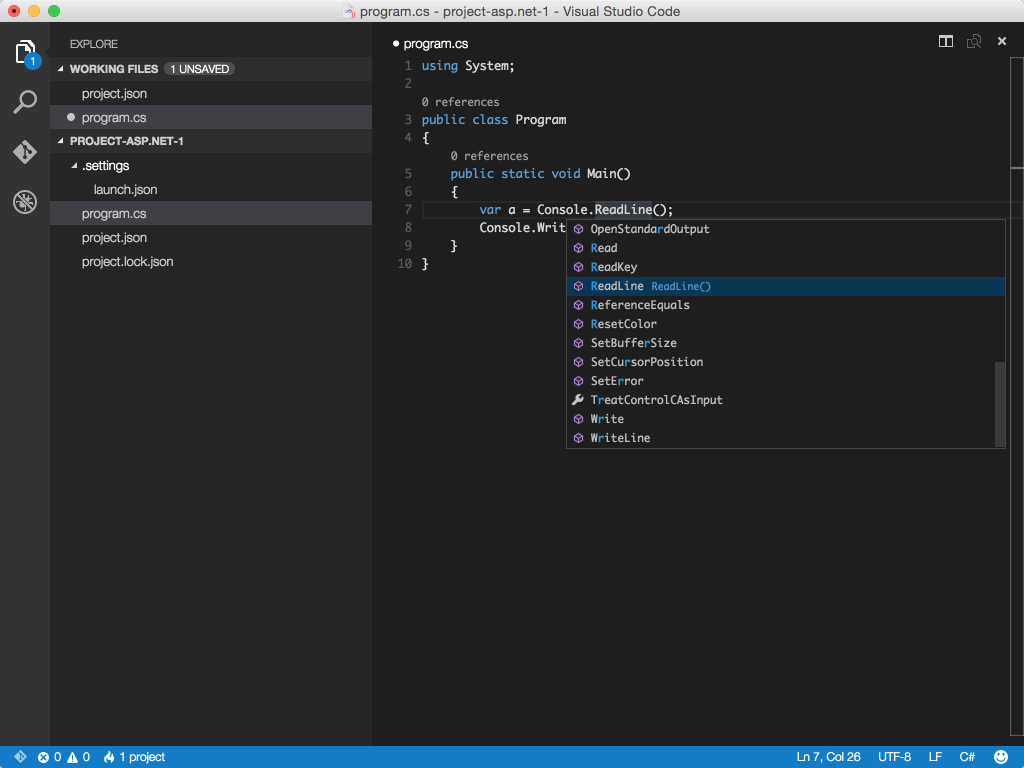 program.cs - project-asp.net-1 - Visual Studio Code
1
EXPLORE
WORKING FILES 1 UNSAVED
project.json
program.cs
PROJECT-ASP.NET-1
.settings
launch.json
program.cs
project.json
project.lock.json
program.cs
1 using System;
2
0 references
3 public class Program
4 {
0 references
5 public static void Main()
6 {
7 var a = Console.ReadLine();
8 Console.Writ
9 }
10 }
OpenStandardOutput
Read
ReadKey
ReadLine ReadLine()
ReferenceEquals
ResetColor
SetBufferSize
SetCursorPosition
SetError
TreatControlCAsInput
Write
WriteLine
0 0 1 project
Ln 7, Col 26 UTF-8 LF C#